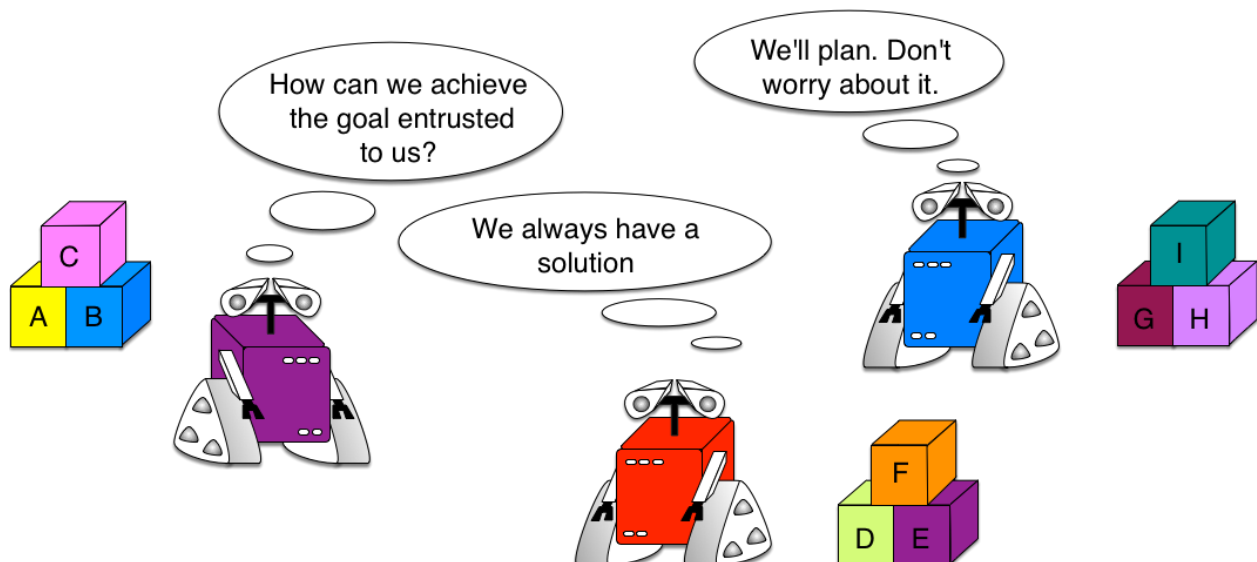 How can we achieve
the goal entrusted
to us?
We'll plan. Don't
worry about it.
We always have a
solution
C
A B
I
G H
F
D E